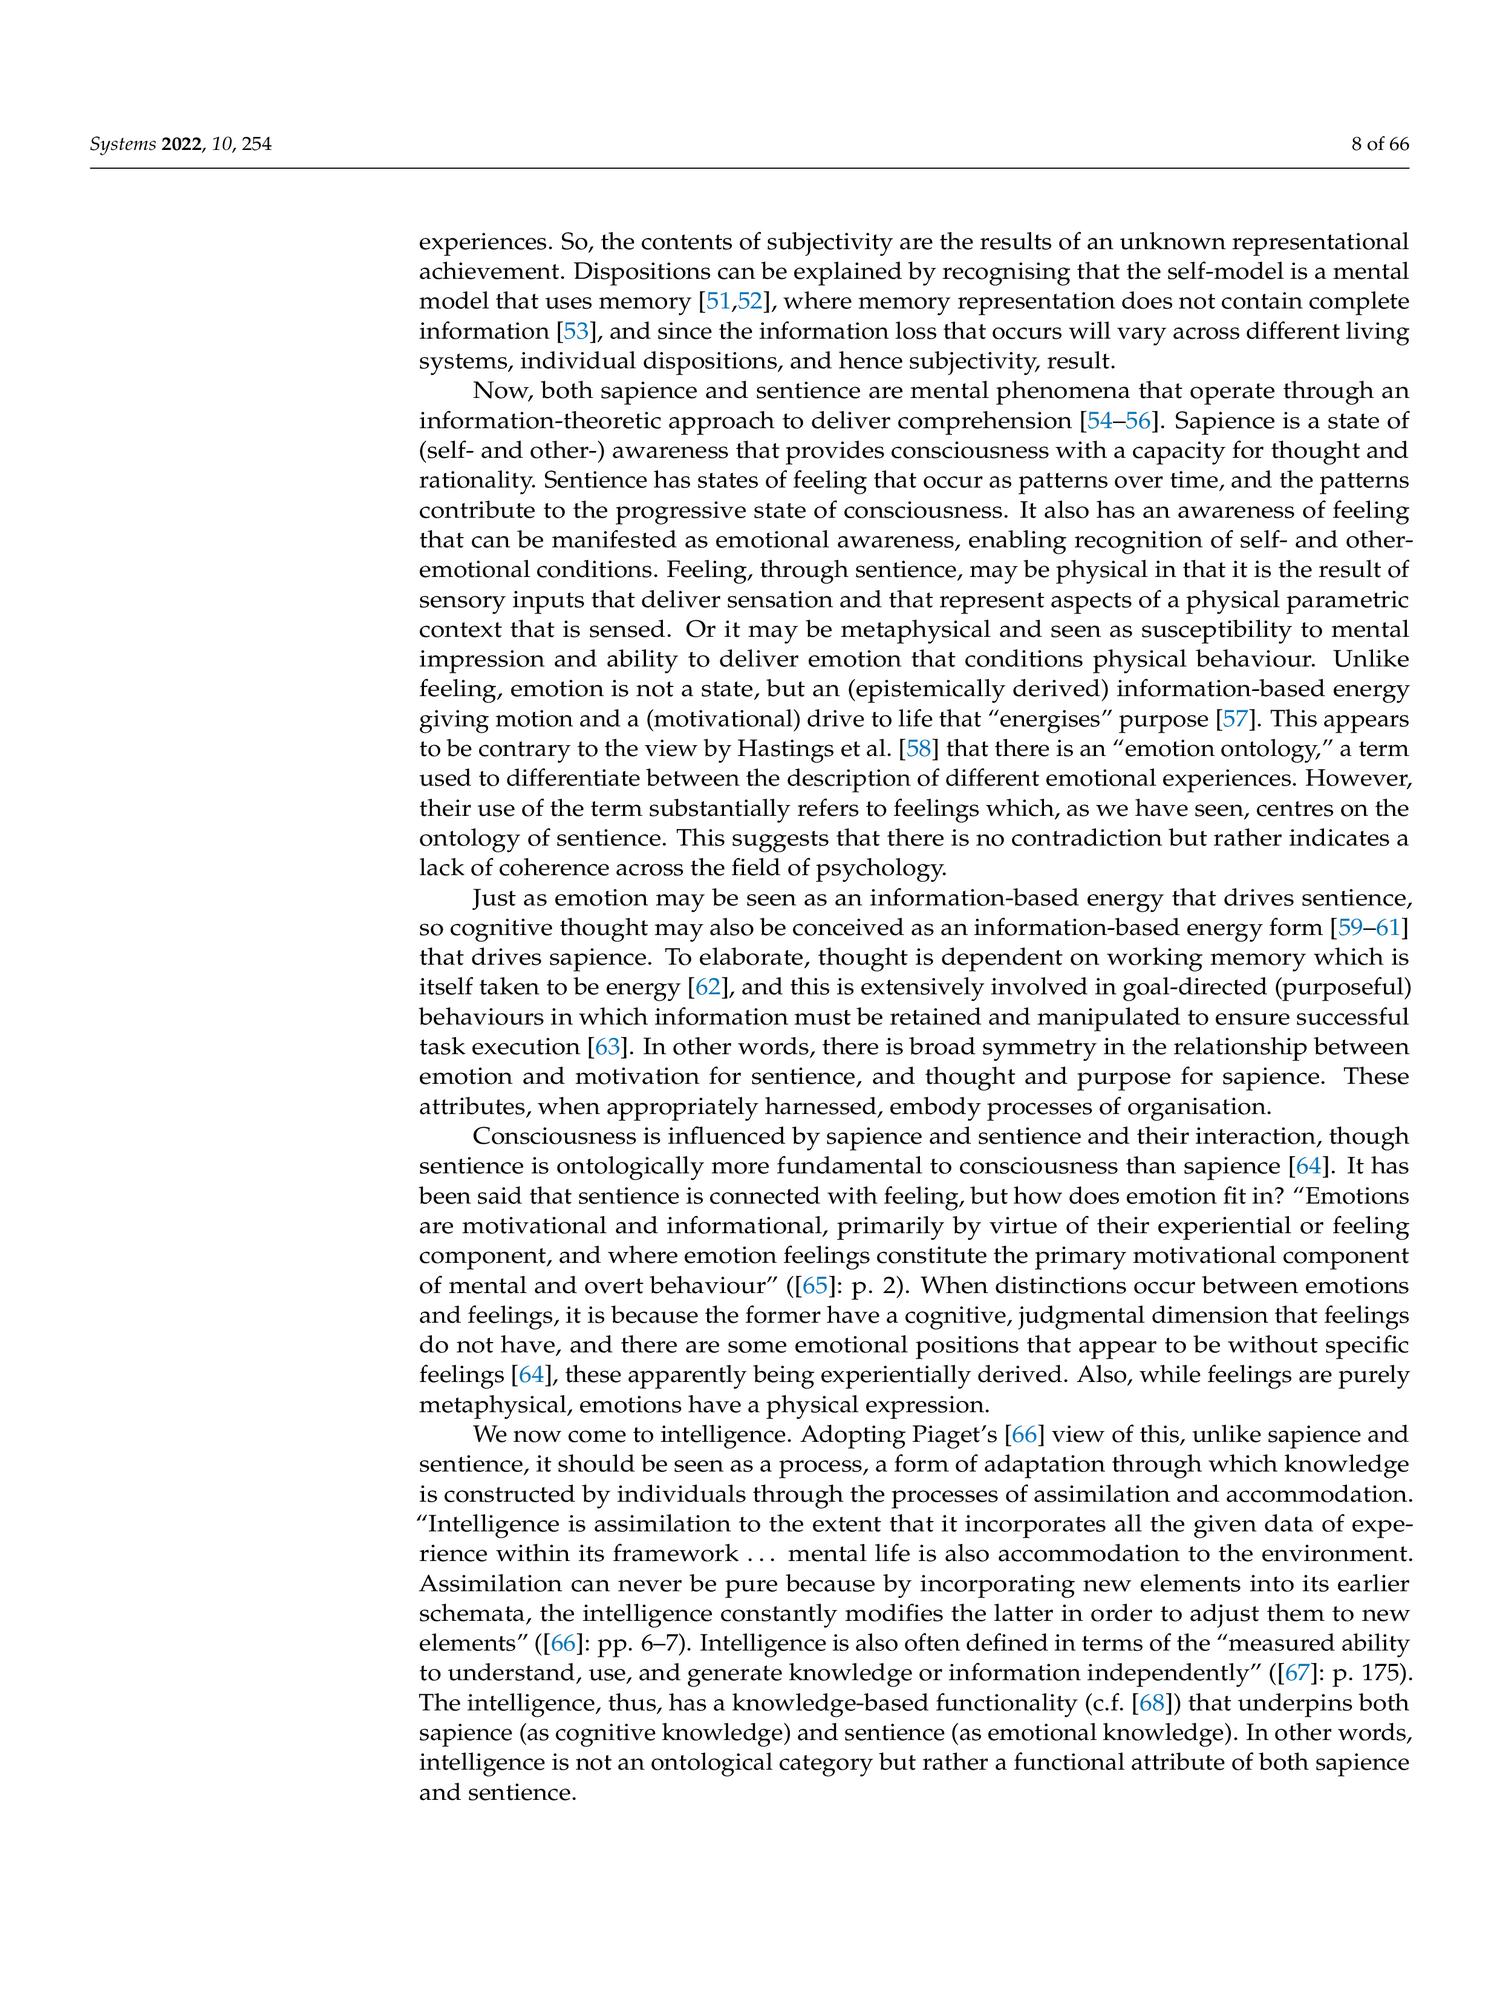 Systems 2022, 10, 254
8 of 66
experiences. So, the contents of subjectivity are the results of an unknown representational
achievement. Dispositions can be explained by recognising that the self-model is a mental
model that uses memory [51,52], where memory representation does not contain complete
information [53], and since the information loss that occurs will vary across different living
systems, individual dispositions, and hence subjectivity, result.
Now, both sapience and sentience are mental phenomena that operate through an
information-theoretic approach to deliver comprehension [54–56]. Sapience is a state of
(self- and other-) awareness that provides consciousness with a capacity for thought and
rationality. Sentience has states of feeling that occur as patterns over time, and the patterns
contribute to the progressive state of consciousness. It also has an awareness of feeling
that can be manifested as emotional awareness, enabling recognition of self- and other-
emotional conditions. Feeling, through sentience, may be physical in that it is the result of
sensory inputs that deliver sensation and that represent aspects of a physical parametric
context that is sensed. Or it may be metaphysical and seen as susceptibility to mental
impression and ability to deliver emotion that conditions physical behaviour. Unlike
feeling, emotion is not a state, but an (epistemically derived) information-based energy
giving motion and a (motivational) drive to life that “energises” purpose [57]. This appears
to be contrary to the view by Hastings et al. [58] that there is an “emotion ontology,” a term
used to differentiate between the description of different emotional experiences. However,
their use of the term substantially refers to feelings which, as we have seen, centres on the
ontology of sentience. This suggests that there is no contradiction but rather indicates a
lack of coherence across the field of psychology.
Just as emotion may be seen as an information-based energy that drives sentience,
so cognitive thought may also be conceived as an information-based energy form [59–61]
that drives sapience. To elaborate, thought is dependent on working memory which is
itself taken to be energy [62], and this is extensively involved in goal-directed (purposeful)
behaviours in which information must be retained and manipulated to ensure successful
task execution [63]. In other words, there is broad symmetry in the relationship between
emotion and motivation for sentience, and thought and purpose for sapience. These
attributes, when appropriately harnessed, embody processes of organisation.
Consciousness is influenced by sapience and sentience and their interaction, though
sentience is ontologically more fundamental to consciousness than sapience [64]. It has
been said that sentience is connected with feeling, but how does emotion fit in? “Emotions
are motivational and informational, primarily by virtue of their experiential or feeling
component, and where emotion feelings constitute the primary motivational component
of mental and overt behaviour” ([65]: p. 2). When distinctions occur between emotions
and feelings, it is because the former have a cognitive, judgmental dimension that feelings
do not have, and there are some emotional positions that appear to be without specific
feelings [64], these apparently being experientially derived. Also, while feelings are purely
metaphysical, emotions have a physical expression.
We now come to intelligence. Adopting Piaget’s [66] view of this, unlike sapience and
sentience, it should be seen as a process, a form of adaptation through which knowledge
is constructed by individuals through the processes of assimilation and accommodation.
“Intelligence is assimilation to the extent that it incorporates all the given data of expe-
rience within its framework . . . mental life is also accommodation to the environment.
Assimilation can never be pure because by incorporating new elements into its earlier
schemata, the intelligence constantly modifies the latter in order to adjust them to new
elements” ([66]: pp. 6–7). Intelligence is also often defined in terms of the “measured ability
to understand, use, and generate knowledge or information independently” ([67]: p. 175).
The intelligence, thus, has a knowledge-based functionality (c.f. [68]) that underpins both
sapience (as cognitive knowledge) and sentience (as emotional knowledge). In other words,
intelligence is not an ontological category but rather a functional attribute of both sapience
and sentience.